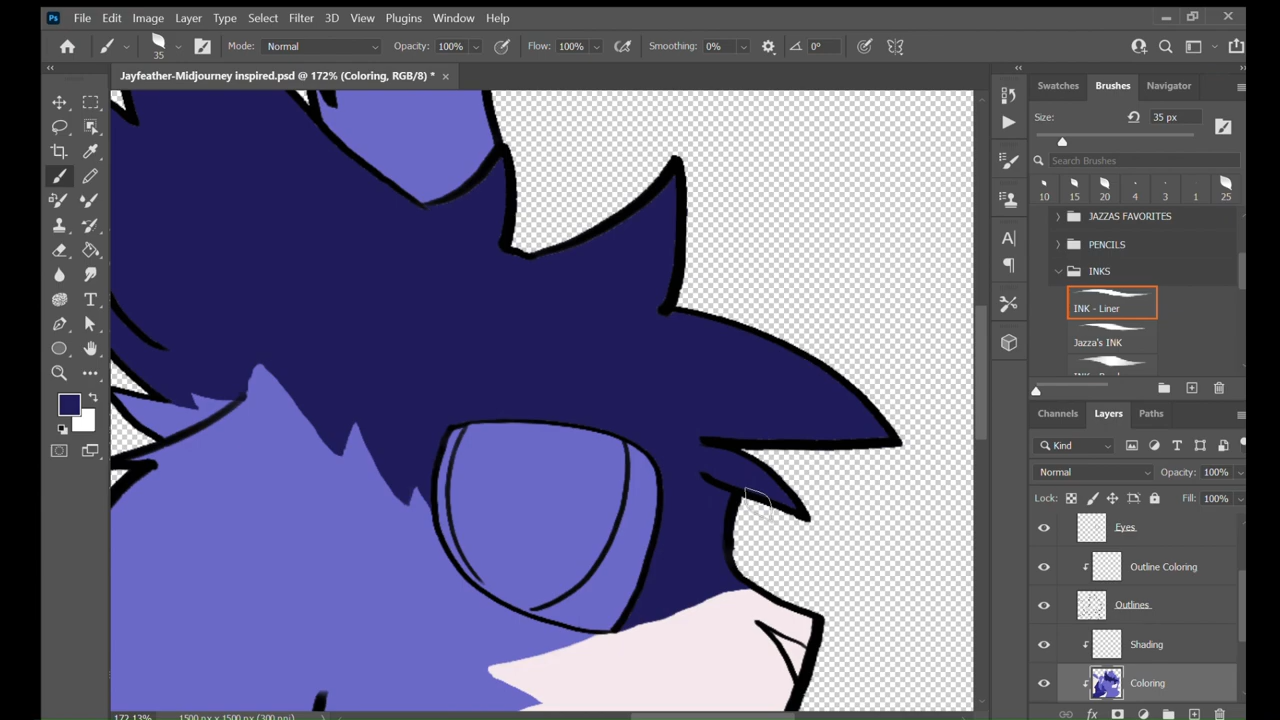 Ps File Edit Image Layer Type Select Filter 3D View Plugins Window Help
35 Mode: Normal Opacity: 100% Flow: 100% Smoothing: 0% 0°
Jayfeather-Midjourney inspired.psd @ 172% (Coloring, RGB/8) *
Swatches Brushes Navigator
Size: 35 px
Search Brushes
10 15 20 4 3 1 25
JAZZAS FAVORITES
PENCILS
INKS
INK - Liner
Jazza's INK
Channels Layers Paths
Kind
Normal Opacity: 100%
Lock: Fill: 100%
Eyes
Outline Coloring
Outlines
Shading
Coloring
172.13% 1500 px x 1500 px (300 ppi)